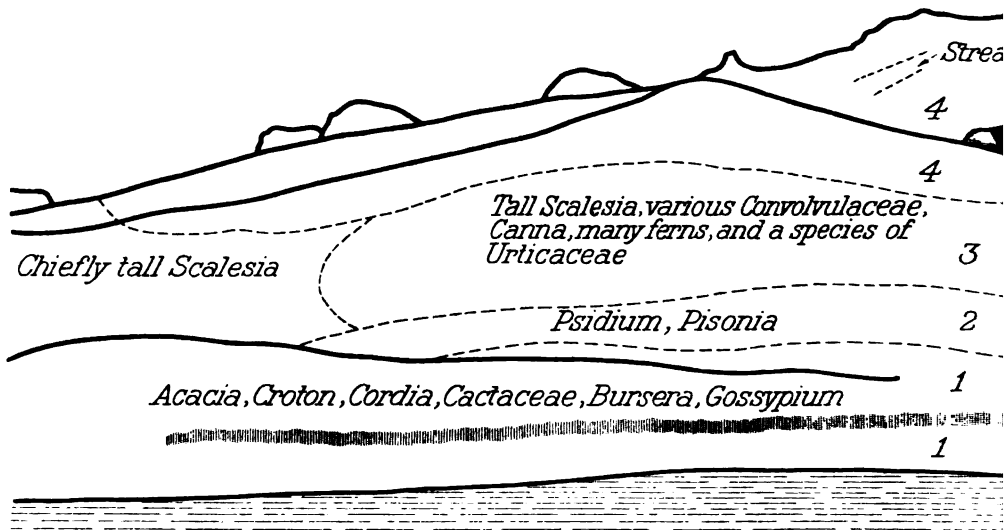 4
4
Tall Scalesia, various Convolvulaceae,
Canna, many ferns, and a species of
Urticaceae
3
Chiefly tall Scalesia
Psidium, Pisonia
2
1
Acacia, Croton, Cordia, Cactaceae, Bursera, Gossypium
1